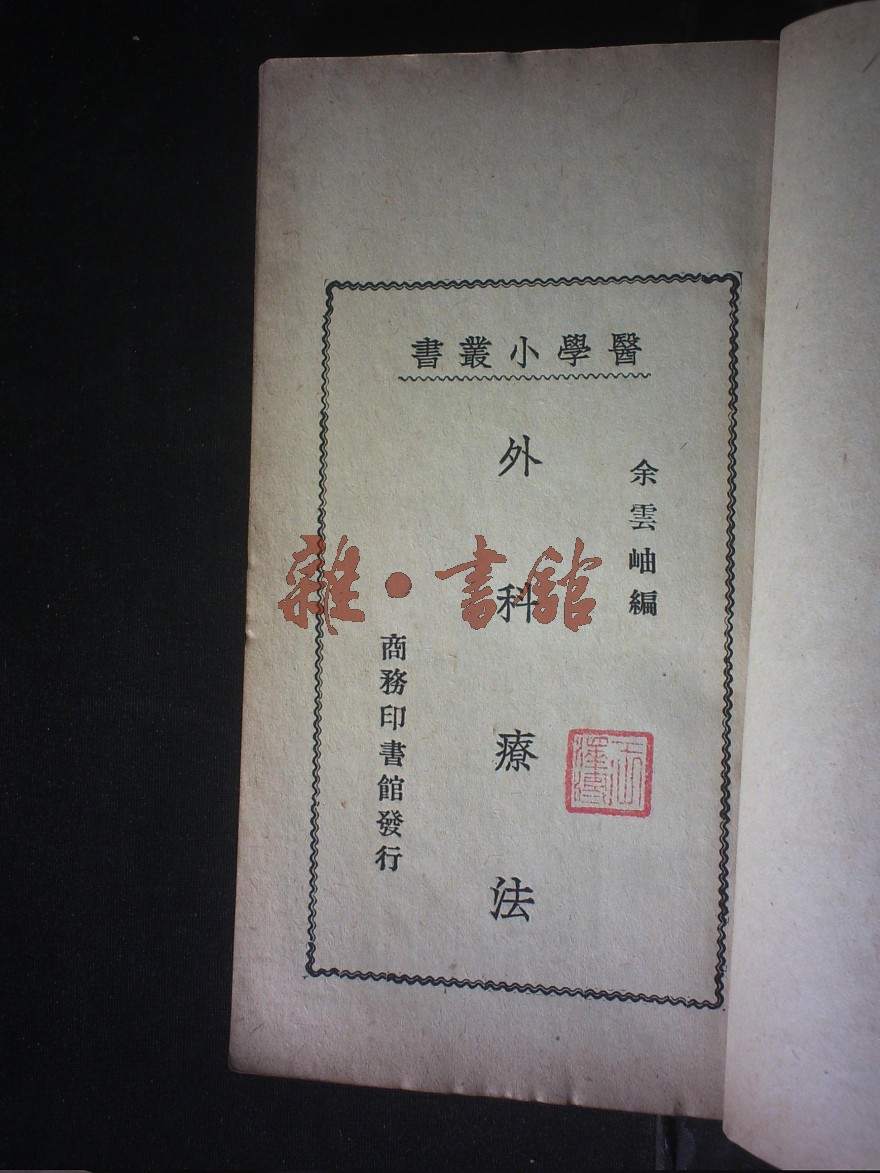 醫學小叢書
余雲岫編
外科療法
商務印書館發行
雜·書館